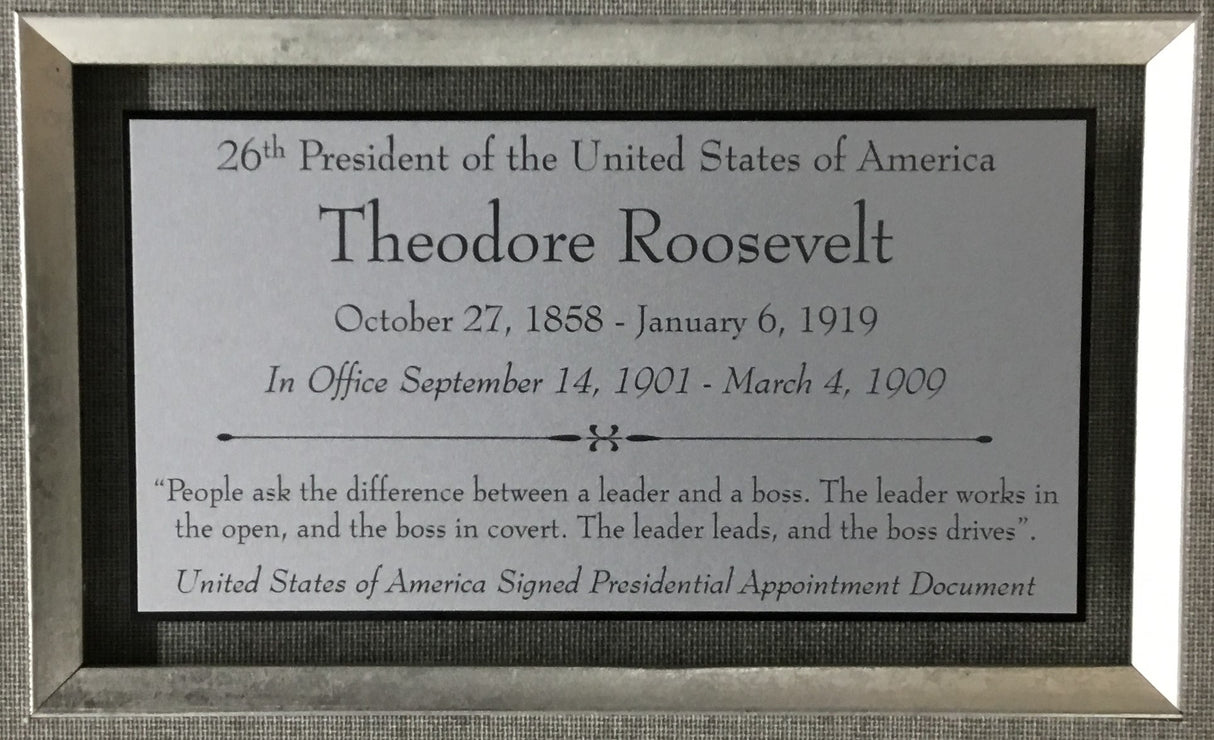 26th President of the United States of America
Theodore Roosevelt
October 27, 1858 - January 6, 1919
In Office September 14, 1901 - March 4, 1909
“People ask the difference between a leader and a boss. The leader works in
the open, and the boss in covert. The leader leads, and the boss drives”.
United States of America Signed Presidential Appointment Document